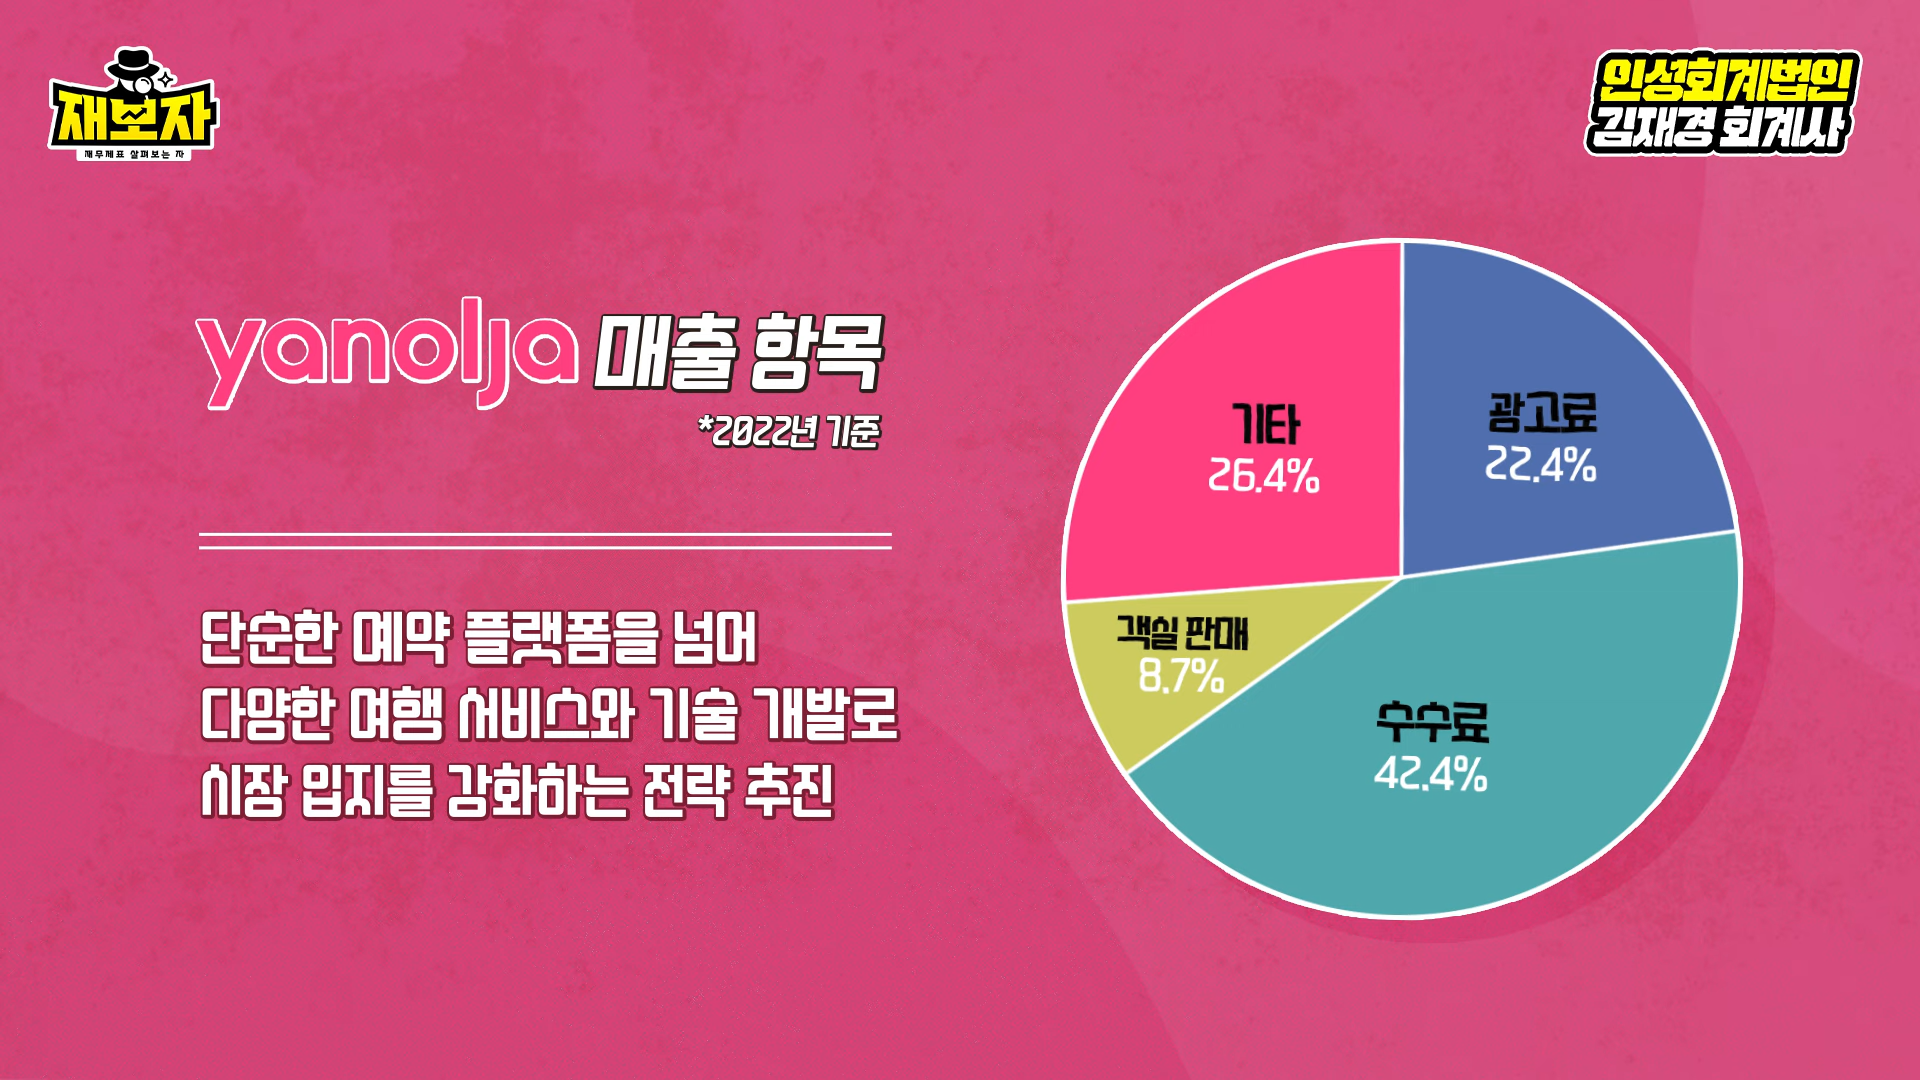 재보자
재무제표 살펴보는 자
인성회계법인
김재경 회계사
yanolja 매출 항목
*2022년 기준
단순한 예약 플랫폼을 넘어
다양한 여행 서비스와 기술 개발로
시장 입지를 강화하는 전략 추진
기타
26.4%
광고료
22.4%
객실 판매
8.7%
수수료
42.4%